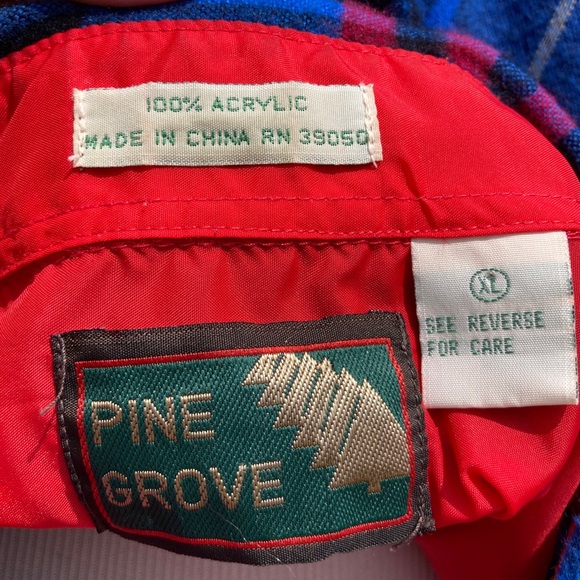 100% ACRYLIC
MADE IN CHINA RN 39050
XL
SEE REVERSE
FOR CARE
PINE
GROVE